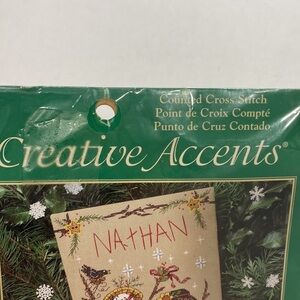 Counted Cross Stitch
Point de Croix Compté
Punto de Cruz Contado
Creative Accents®
NATHAN